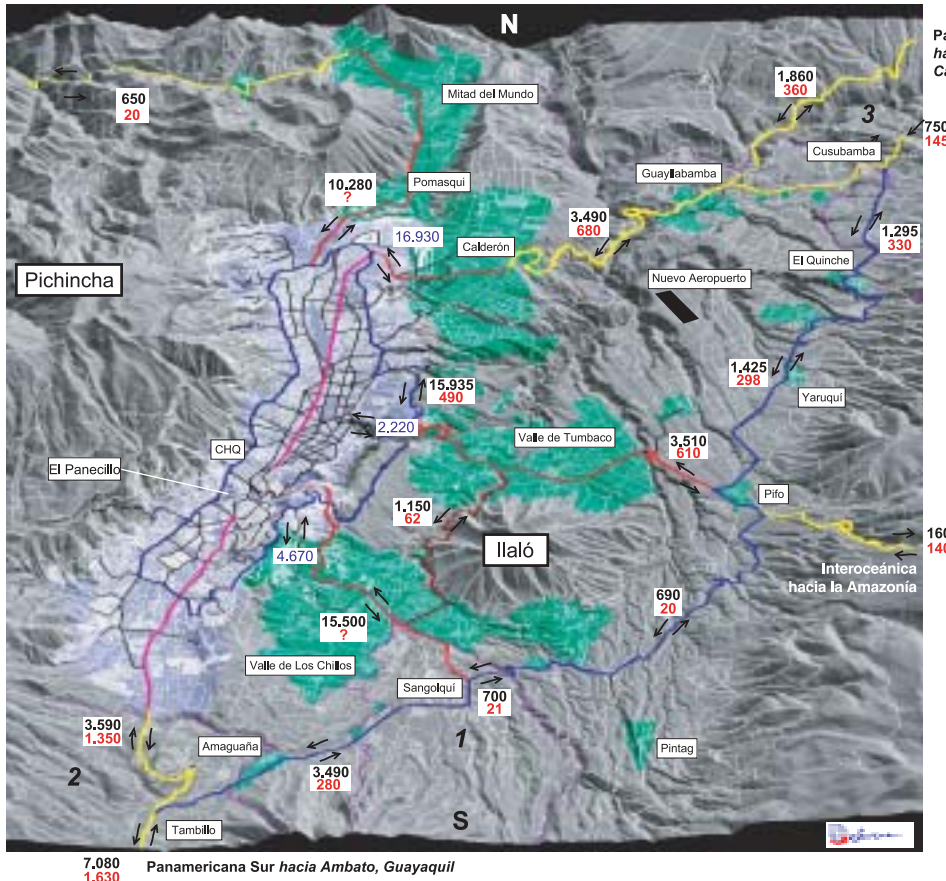 N
Pa
ha
Ca
1.860
360
3
650
20
Mitad del Mundo
750
145
Cusubamba
Guayllabamba
Pomasqui
10.280
?
3.490
680
16.930
Calderón
1.295
330
El Quinche
Pichincha
Nuevo Aeropuerto
1.425
298
15.935
490
Yaruquí
2.220
Valle de Tumbaco
3.510
610
CHQ
El Panecillo
Pifo
1.150
62
160
140
Ilaló
4.670
Interoceánica
hacia la Amazonía
690
20
15.500
?
Valle de Los Chillos
Sangolquí
700
21
3.590
1.350
Amaguaña
1
Pintag
2
3.490
280
S
Tambillo
7.080
1.630
Panamericana Sur hacia Ambato, Guayaquil